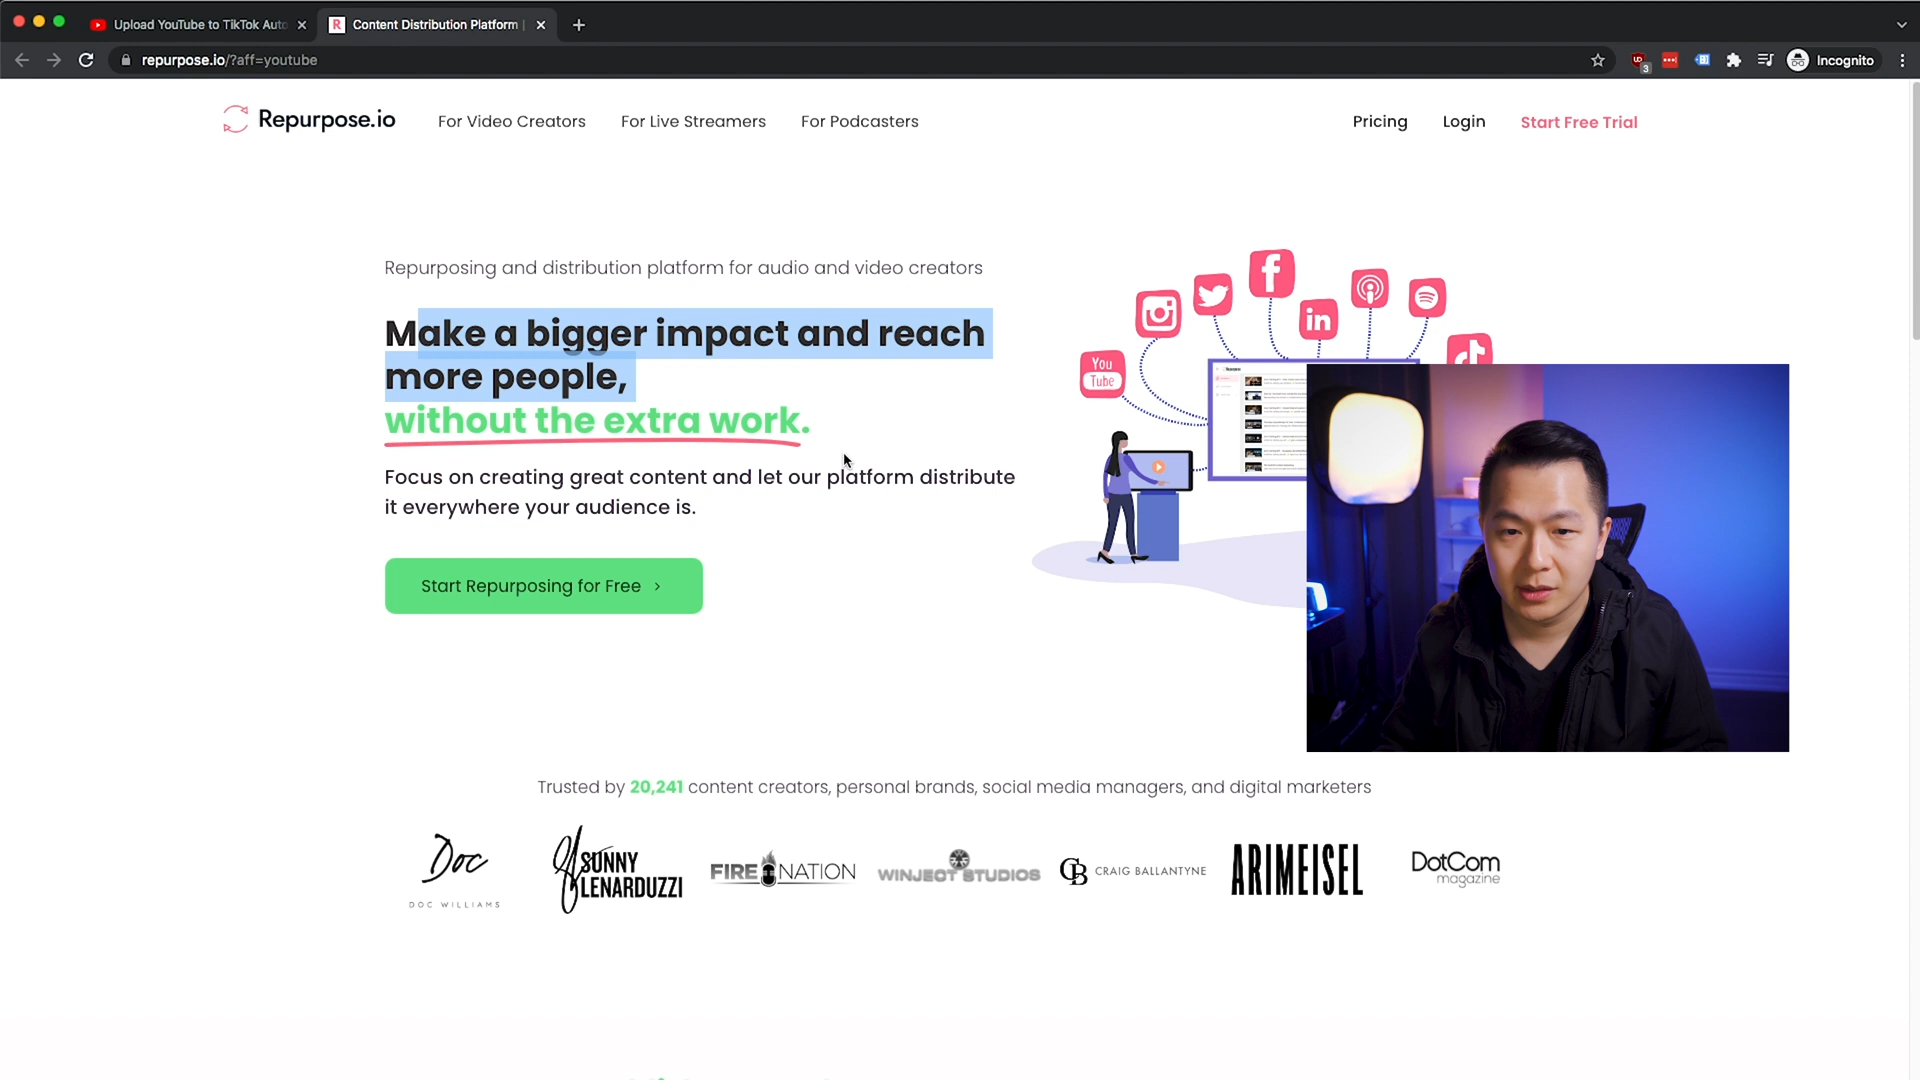 Upload YouTube to TikTok Auto
Content Distribution Platform |
repurpose.io/?aff=youtube
3
Incognito
Repurpose.io
For Video Creators
For Live Streamers
For Podcasters
Pricing
Login
Start Free Trial
Repurposing and distribution platform for audio and video creators
Make a bigger impact and reach
more people,
without the extra work.
Focus on creating great content and let our platform distribute
it everywhere your audience is.
Start Repurposing for Free >
You
Tube
in
Trusted by 20,241 content creators, personal brands, social media managers, and digital marketers
Doc
DOC WILLIAMS
SUNNY
LENARDUZZI
FIRE NATION
WINJECT STUDIOS
CB CRAIG BALLANTYNE
ARIMEISEL
DotCom
magazine